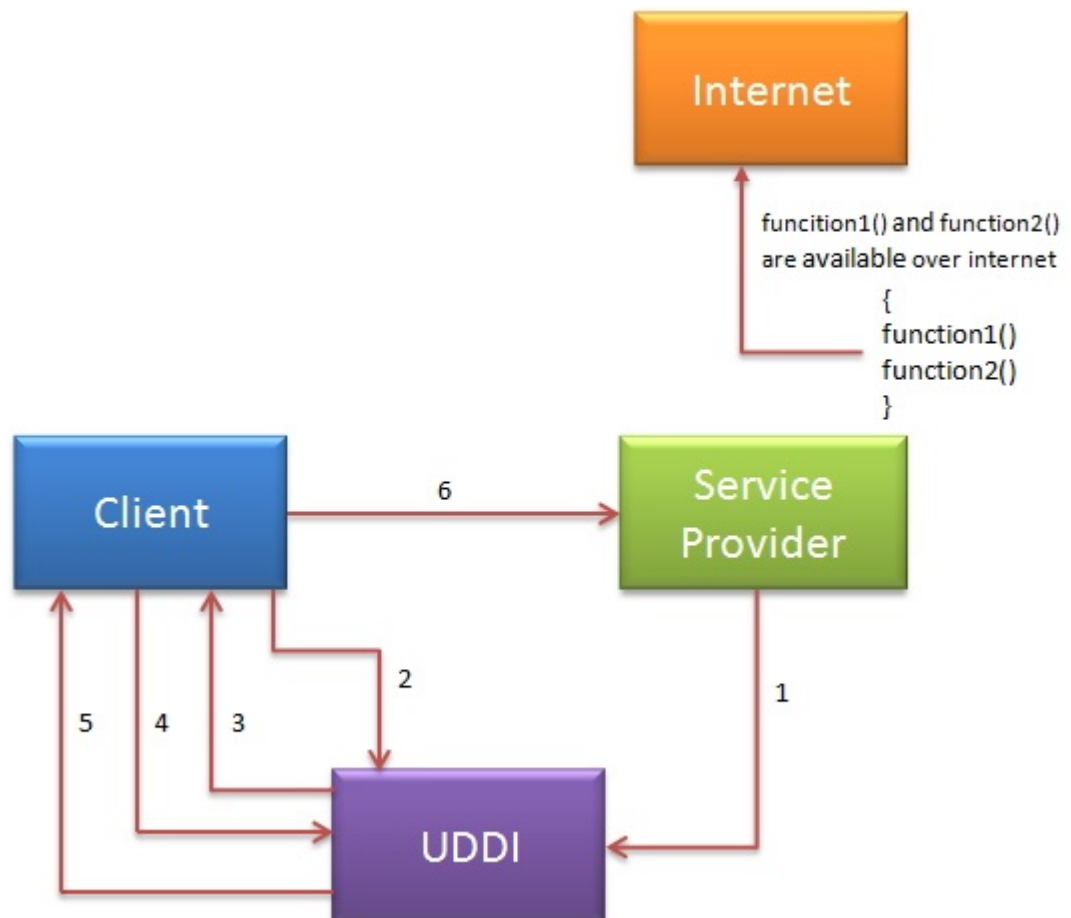 Internet
funcition1() and function2()
are available over internet
{
function1()
function2()
}
Client
6
Service
Provider
2
1
5
4
3
UDDI